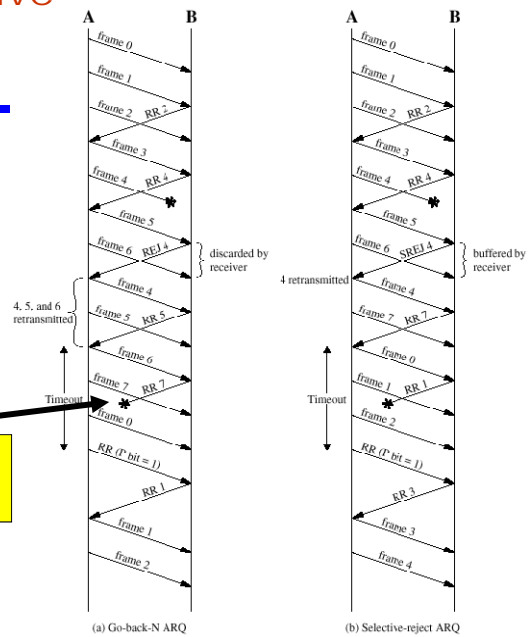 A B
frame 0
frame 1
frame 2 RR 2
frame 3
frame 4 RR 4
frame 5
frame 6 REJ 4
discarded by
receiver
frame 4
4, 5, and 6
retransmitted
frame 5 RR 5
frame 6
Timeout
frame 7 RR 7
frame 0
RR (P bit = 1)
RR 1
frame 1
frame 2
(a) Go-back-N ARQ
A B
frame 0
frame 1
frame 2 RR 2
frame 3
frame 4 RR 4
frame 5
frame 6 SREJ 4
buffered by
receiver
4 retransmitted
frame 4
frame 7 RR 7
frame 0
Timeout
frame 1 RR 1
frame 2
RR (P bit = 1)
RR 3
frame 3
frame 4
(b) Selective-reject ARQ